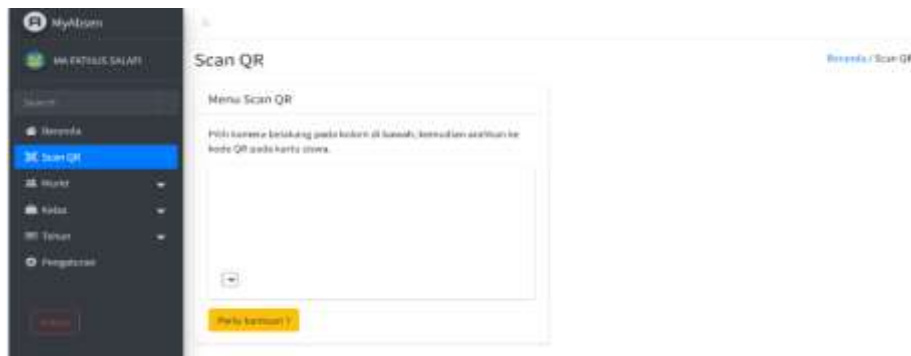 MyAbsen
MA FATHUS SALAFI
Search
Beranda
Scan QR
Murid
Kelas
Tahun
Pengaturan
Scan QR
Beranda / Scan QR
Menu Scan QR
Pilih kamera belakang pada kolom di bawah, kemudian arahkan ke
kode QR pada kartu siswa.
Perlu bantuan ?